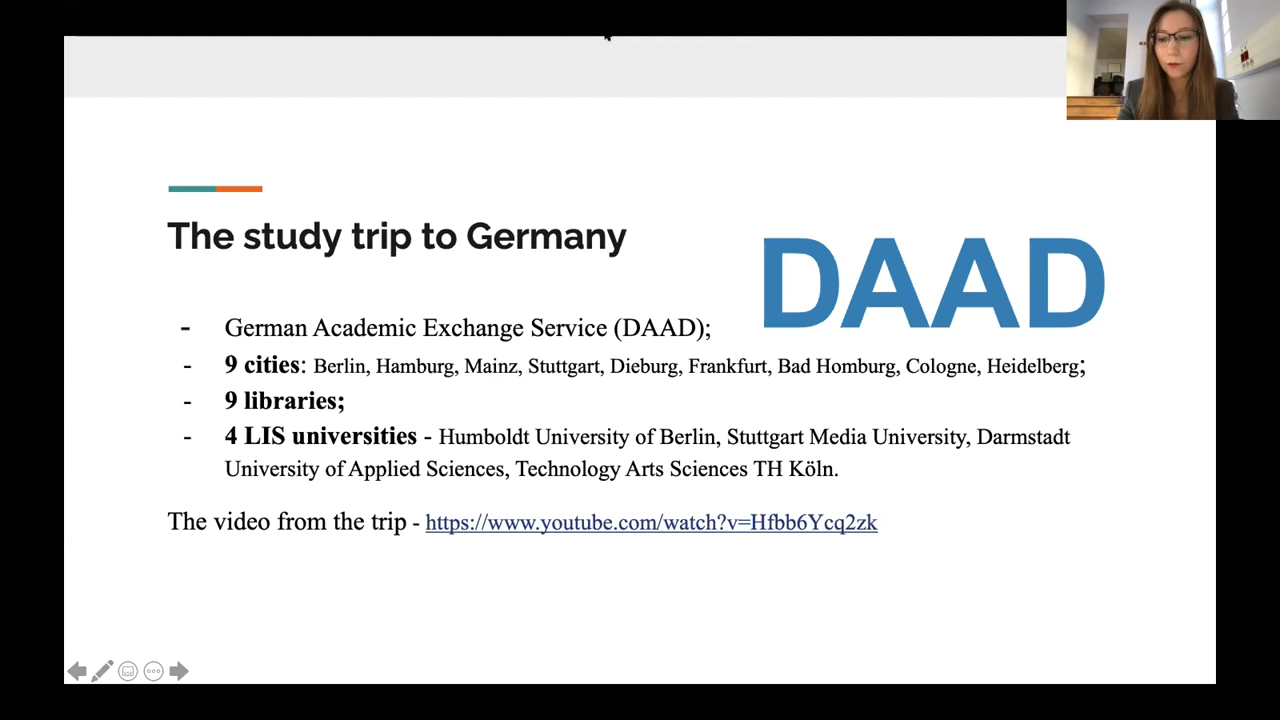 The study trip to Germany
DAAD
- German Academic Exchange Service (DAAD);
- 9 cities: Berlin, Hamburg, Mainz, Stuttgart, Dieburg, Frankfurt, Bad Homburg, Cologne, Heidelberg;
- 9 libraries;
- 4 LIS universities - Humboldt University of Berlin, Stuttgart Media University, Darmstadt
University of Applied Sciences, Technology Arts Sciences TH Köln.
The video from the trip - https://www.youtube.com/watch?v=Hfbb6Ycq2zk